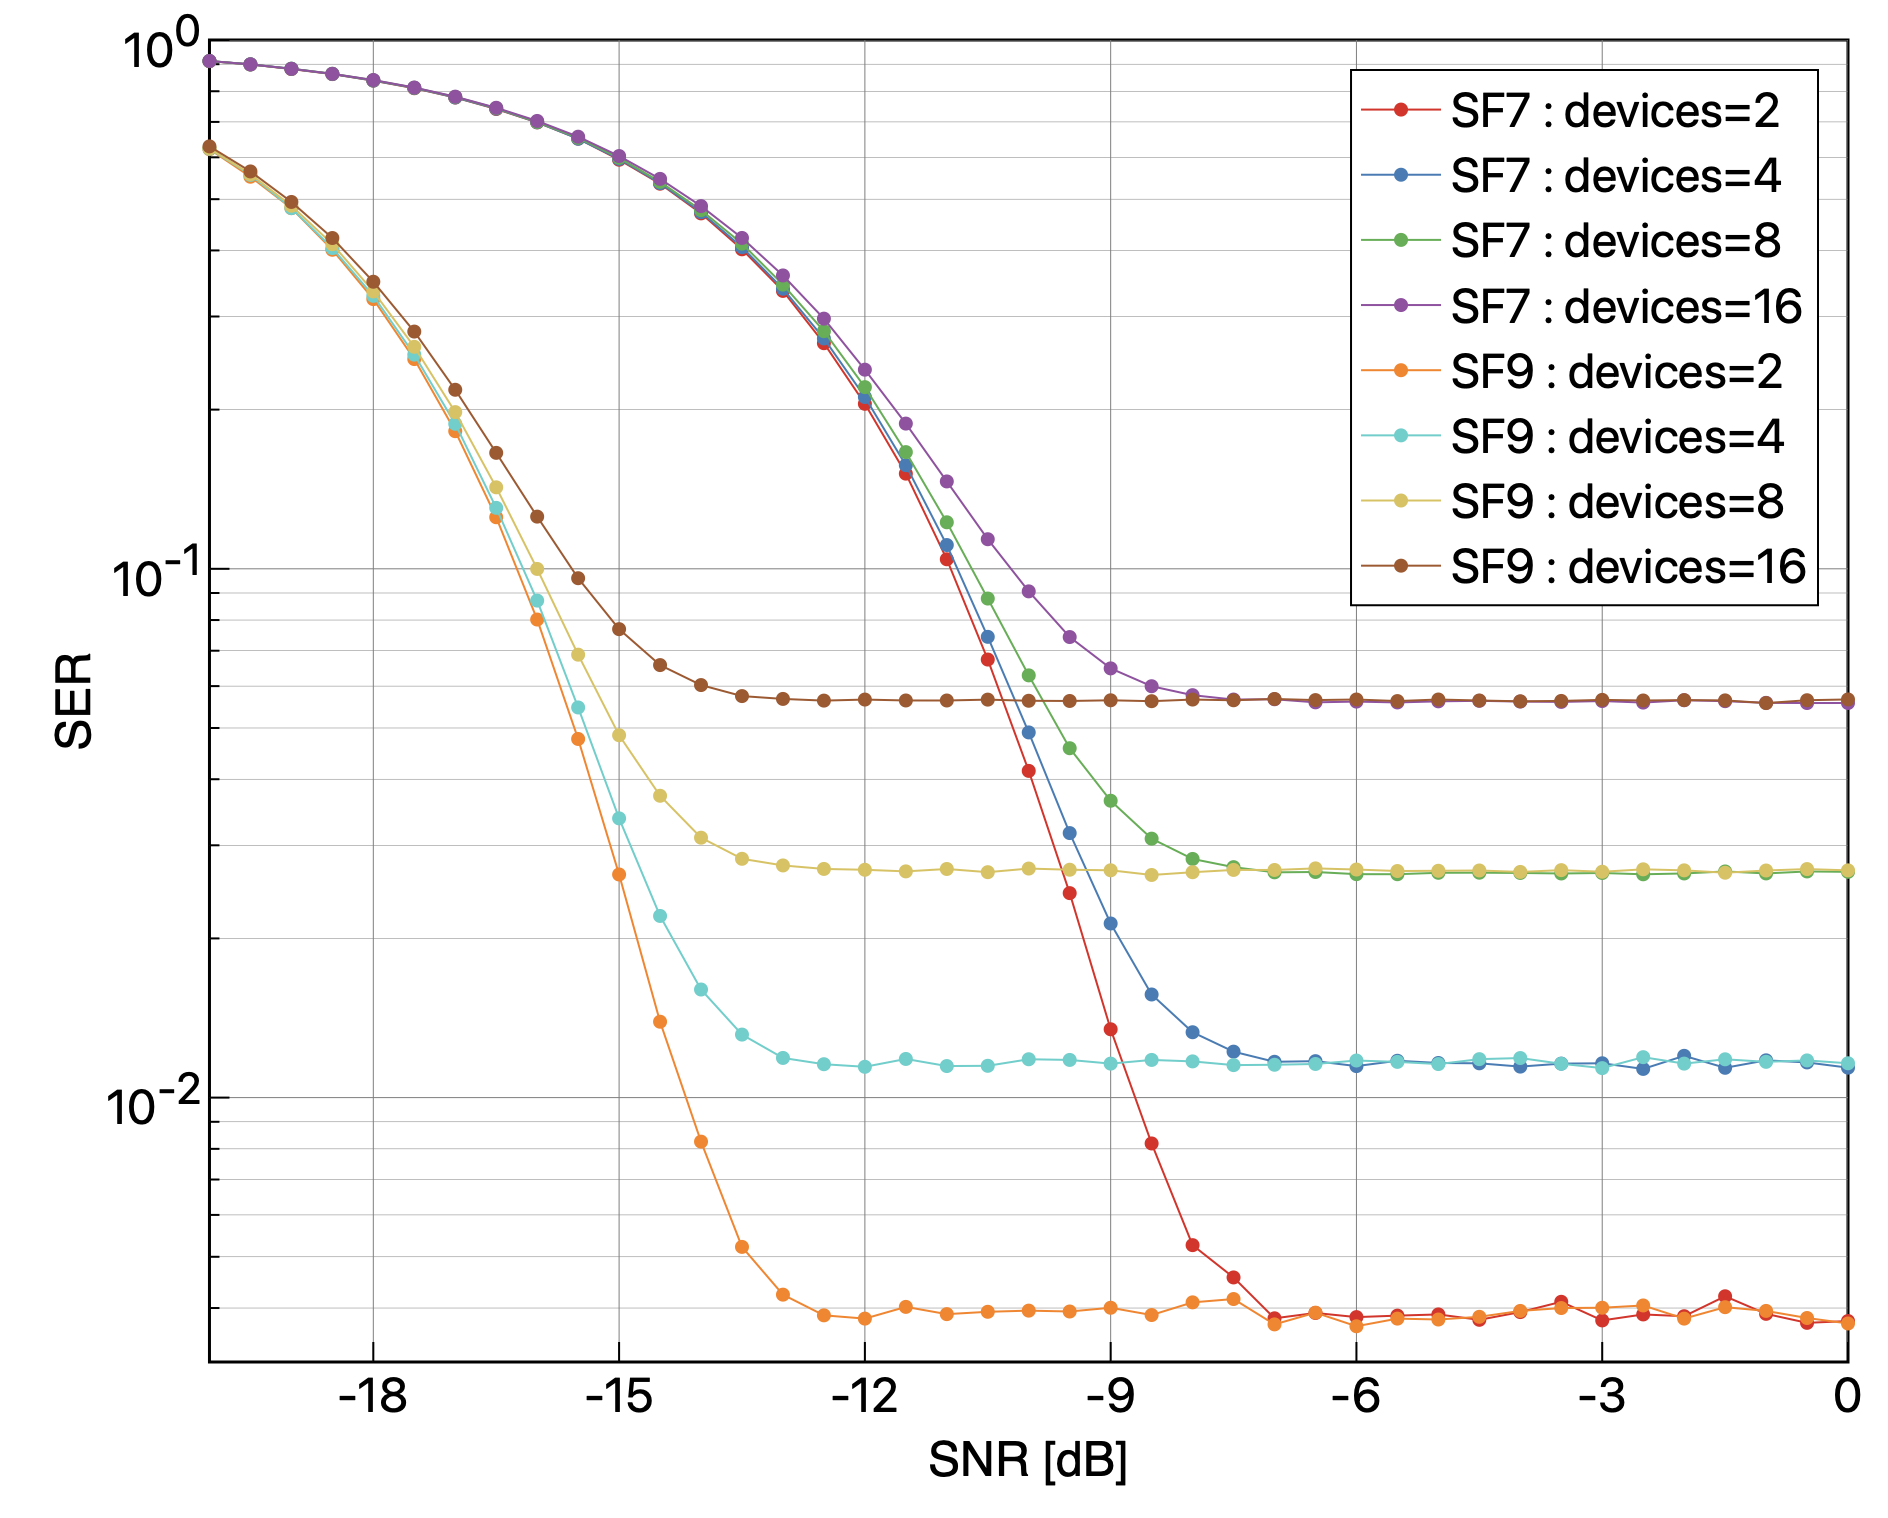 10^0
10^-1
10^-2
SER
SF7 : devices=2
SF7 : devices=4
SF7 : devices=8
SF7 : devices=16
SF9 : devices=2
SF9 : devices=4
SF9 : devices=8
SF9 : devices=16
-18 -15 -12 -9 -6 -3 0
SNR [dB]